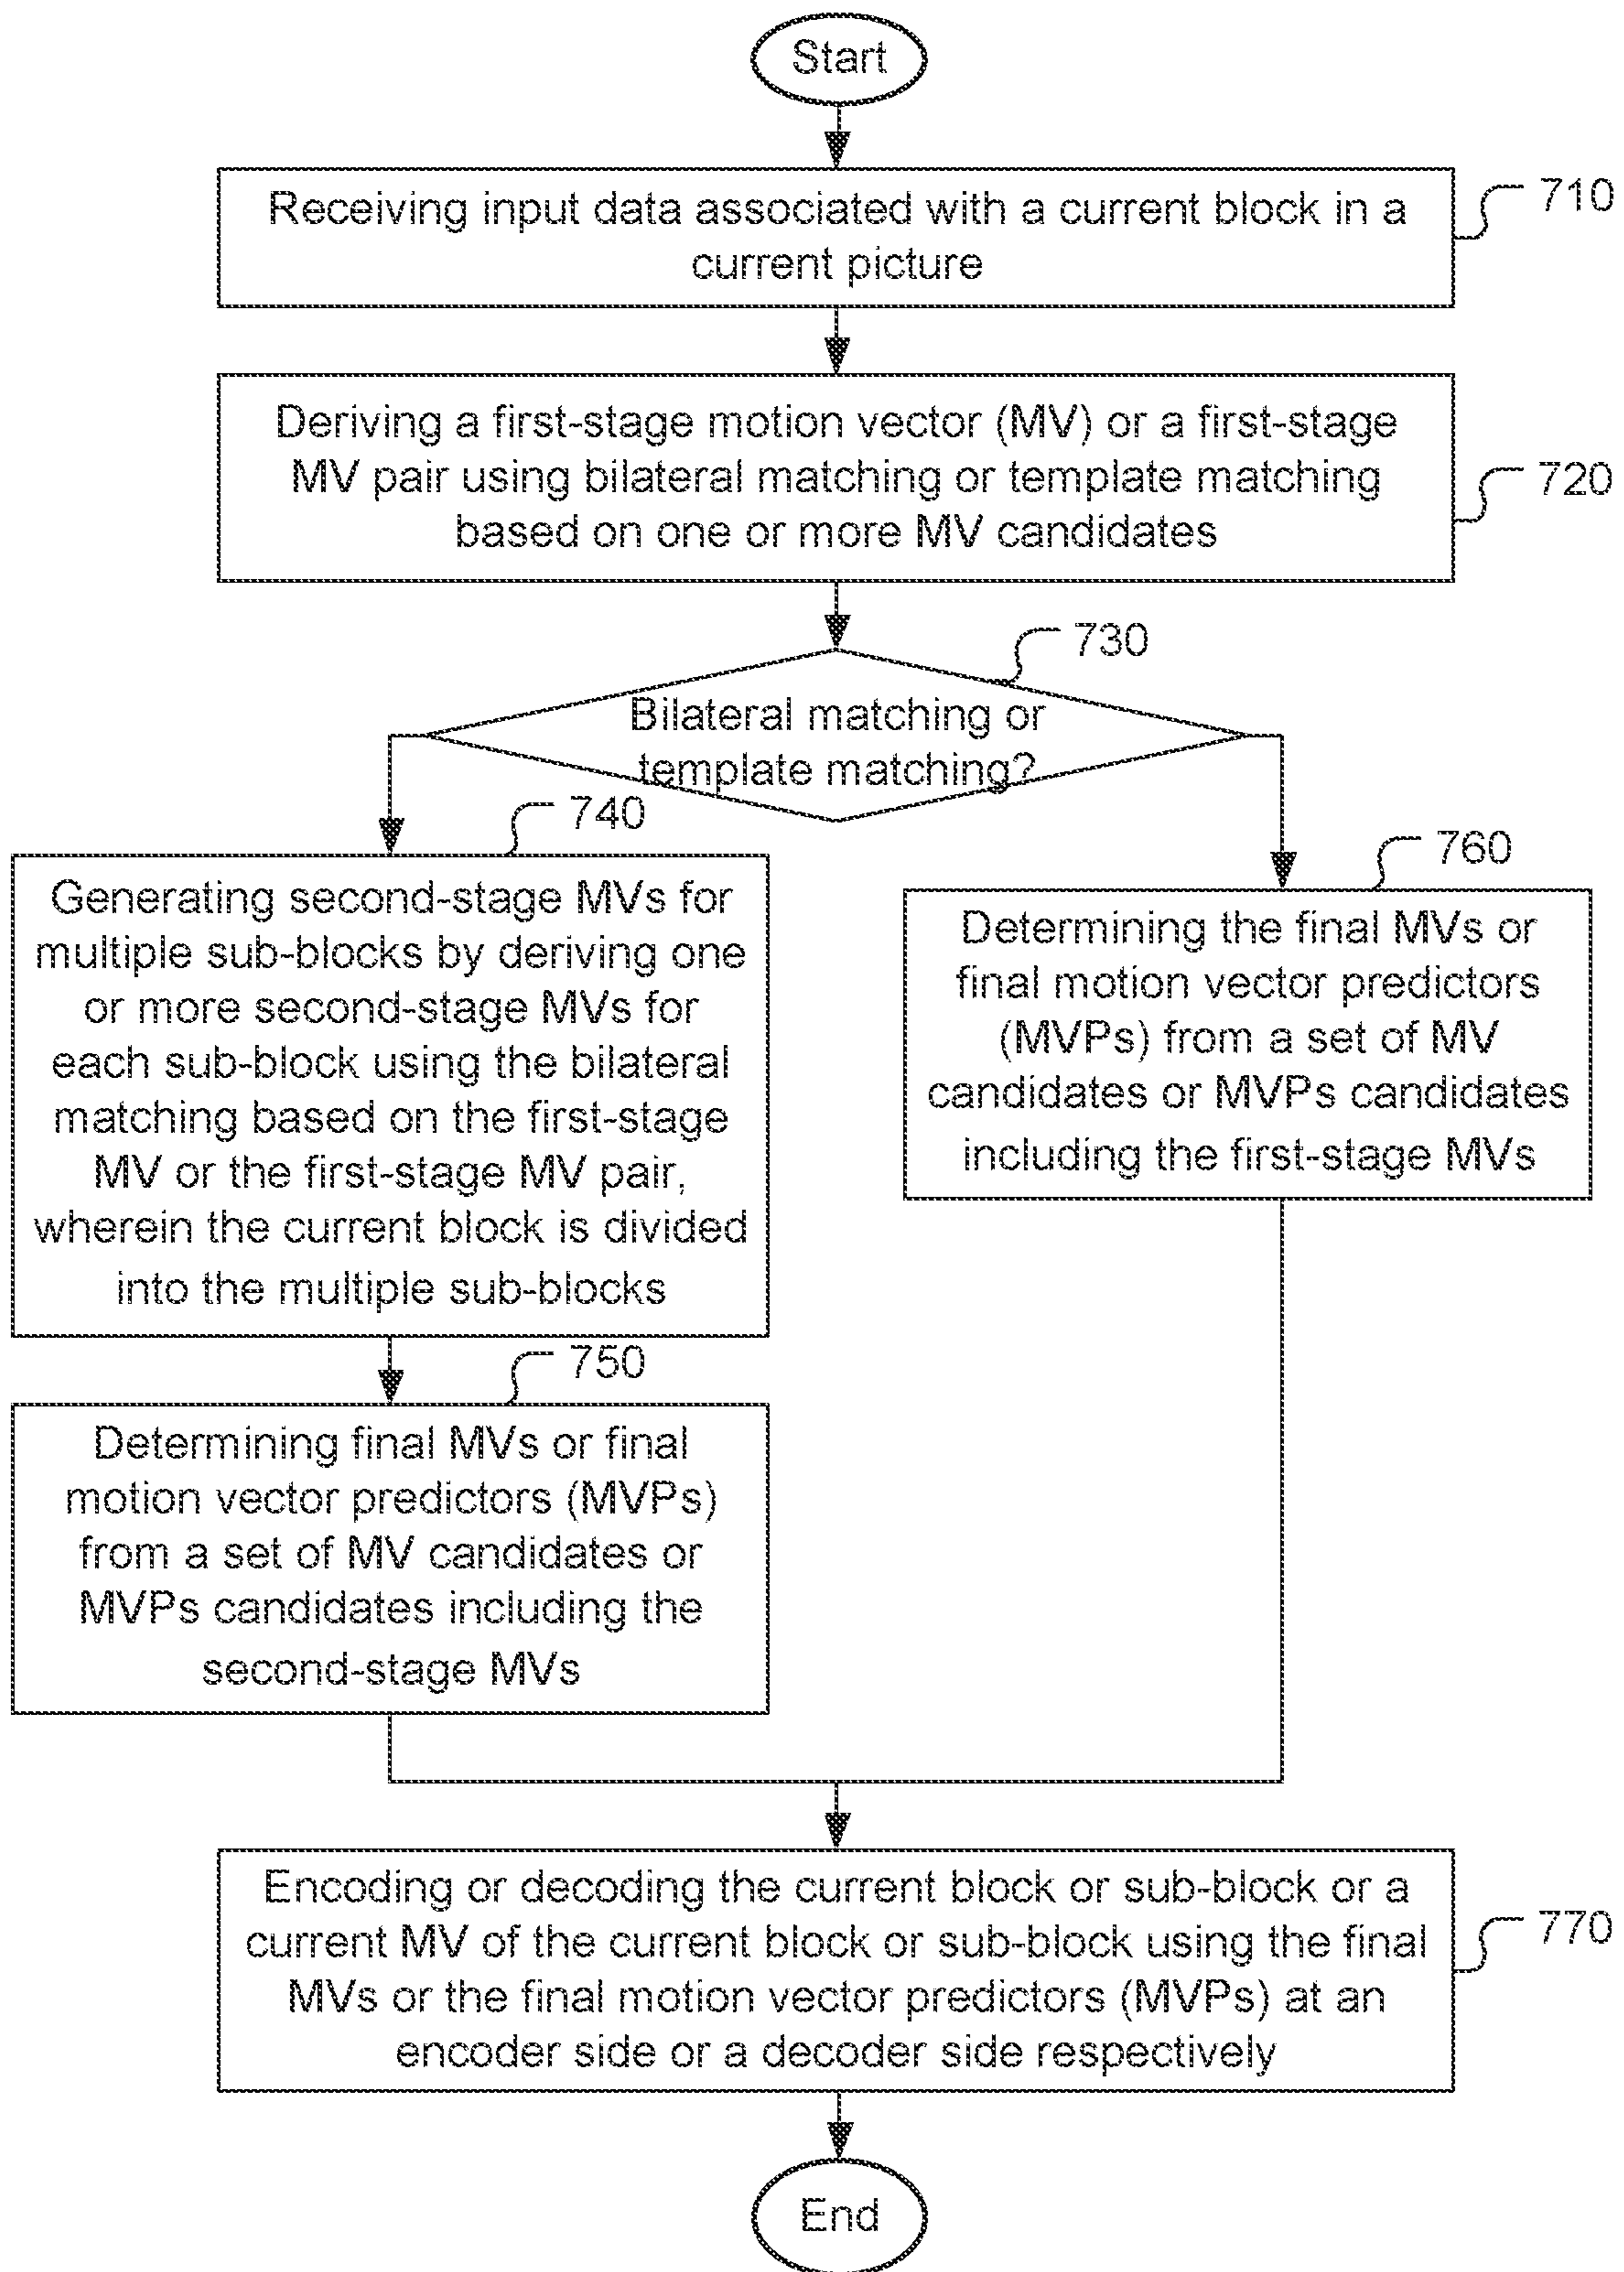 Start
Receiving input data associated with a current block in a
current picture
710
Deriving a first-stage motion vector (MV) or a first-stage
MV pair using bilateral matching or template matching
based on one or more MV candidates
720
730
Bilateral matching or
template matching?
740
Generating second-stage MVs for
multiple sub-blocks by deriving one
or more second-stage MVs for
each sub-block using the bilateral
matching based on the first-stage
MV or the first-stage MV pair,
wherein the current block is divided
into the multiple sub-blocks
760
Determining the final MVs or
final motion vector predictors
(MVPs) from a set of MV
candidates or MVPs candidates
including the first-stage MVs
750
Determining final MVs or final
motion vector predictors (MVPs)
from a set of MV candidates or
MVPs candidates including the
second-stage MVs
Encoding or decoding the current block or sub-block or a
current MV of the current block or sub-block using the final
MVs or the final motion vector predictors (MVPs) at an
encoder side or a decoder side respectively
770
End